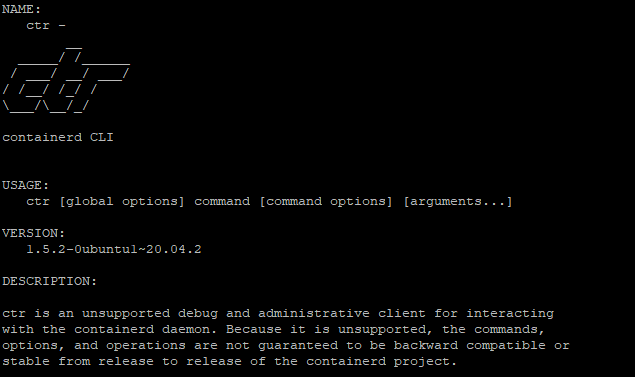 NAME:
   ctr -
        __
  _____/ /______
 / ___/ __/ ___/
/ /__/ /_/ /
\___/\__/_/

containerd CLI


USAGE:
   ctr [global options] command [command options] [arguments...]

VERSION:
   1.5.2-0ubuntu1~20.04.2

DESCRIPTION:

ctr is an unsupported debug and administrative client for interacting
with the containerd daemon. Because it is unsupported, the commands,
options, and operations are not guaranteed to be backward compatible or
stable from release to release of the containerd project.